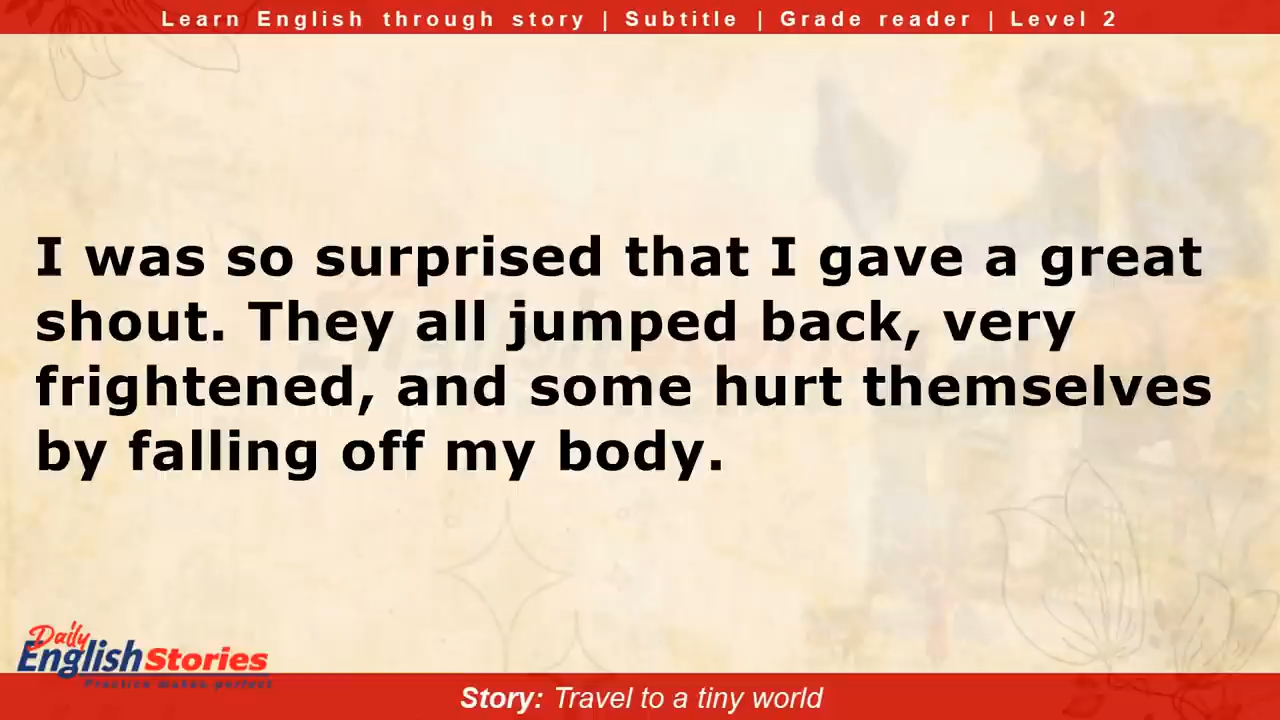 Learn English through story | Subtitle | Grade reader | Level 2
I was so surprised that I gave a great
shout. They all jumped back, very
frightened, and some hurt themselves
by falling off my body.
Daily
English Stories
Practice makes perfect
Story: Travel to a tiny world